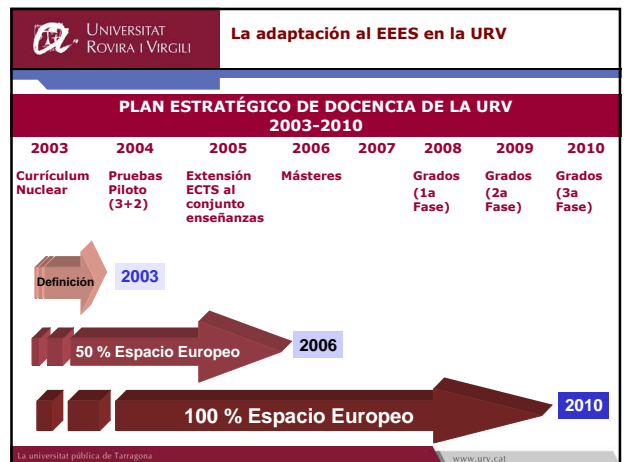 UNIVERSITAT
ROVIRA I VIRGILI
La adaptación al EEES en la URV
PLAN ESTRATÉGICO DE DOCENCIA DE LA URV
2003-2010
2003 2004 2005 2006 2007 2008 2009 2010
Currículum
Nuclear
Pruebas
Piloto
(3+2)
Extensión
ECTS al
conjunto
enseñanzas
Másteres
Grados
(1a
Fase)
Grados
(2a
Fase)
Grados
(3a
Fase)
Definición
2003
50 % Espacio Europeo
2006
100 % Espacio Europeo
2010
La universitat pública de Tarragona
www.urv.cat